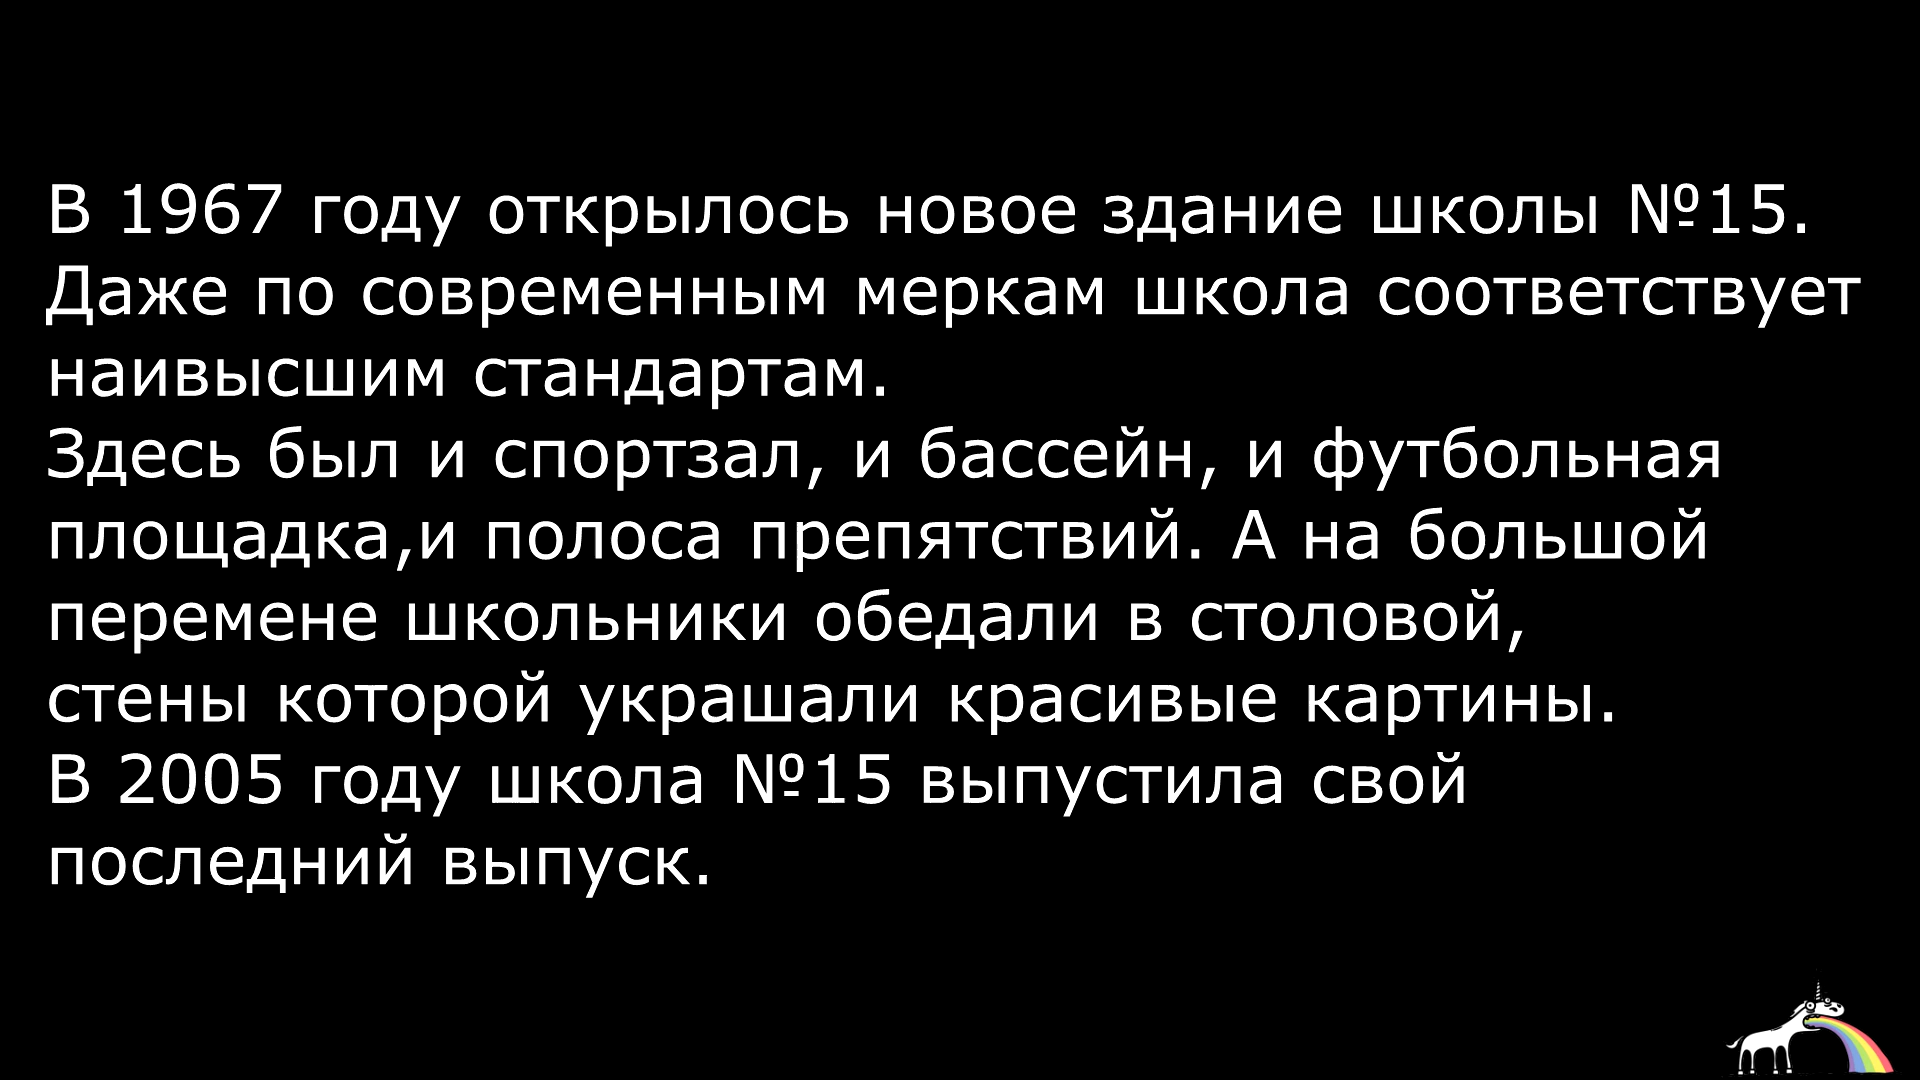 В 1967 году открылось новое здание школы №15.
Даже по современным меркам школа соответствует
наивысшим стандартам.
Здесь был и спортзал, и бассейн, и футбольная
площадка,и полоса препятствий. А на большой
перемене школьники обедали в столовой,
стены которой украшали красивые картины.
В 2005 году школа №15 выпустила свой
последний выпуск.